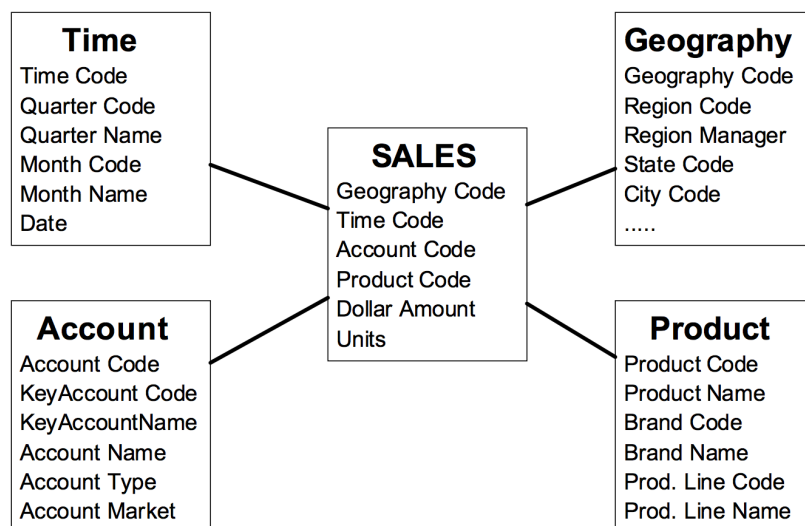 Time
Time Code
Quarter Code
Quarter Name
Month Code
Month Name
Date
Geography
Geography Code
Region Code
Region Manager
State Code
City Code
.....
SALES
Geography Code
Time Code
Account Code
Product Code
Dollar Amount
Units
Account
Account Code
KeyAccount Code
KeyAccountName
Account Name
Account Type
Account Market
Product
Product Code
Product Name
Brand Code
Brand Name
Prod. Line Code
Prod. Line Name